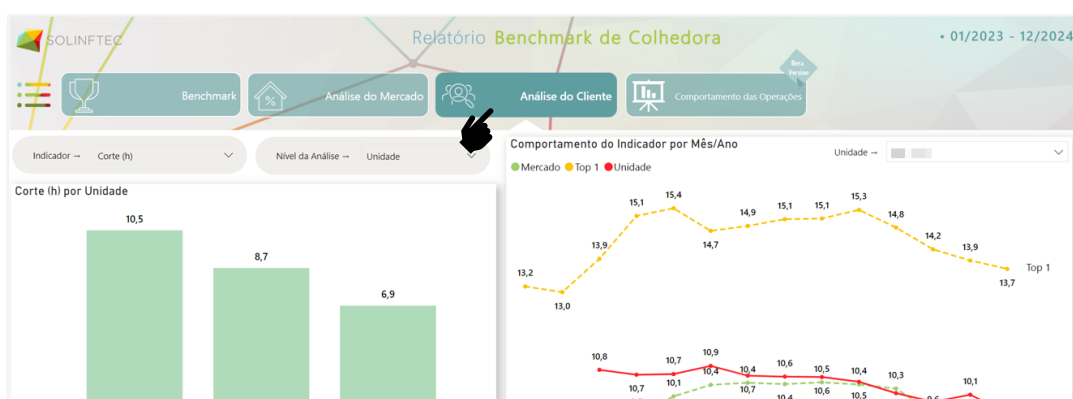 SOLINFTEC
Relatório Benchmark de Colhedora
• 01/2023 - 12/2024
Beta
Version
Benchmark
%
Análise do Mercado
Análise do Cliente
Comportamento das Operações
Indicador → Corte (h)
Nível da Análise → Unidade
Corte (h) por Unidade
10,5
8,7
6,9
Comportamento do Indicador por Mês/Ano
Unidade →
Mercado Top 1 Unidade
13,2
13,0
13,9
15,1
15,4
14,7
14,9
15,1
15,1
15,3
14,8
14,2
13,9
13,7
Top 1
10,8
10,7
10,7
10,1
10,9
10,4
10,4
10,7
10,6
10,4
10,5
10,6
10,4
10,5
10,3
10,1